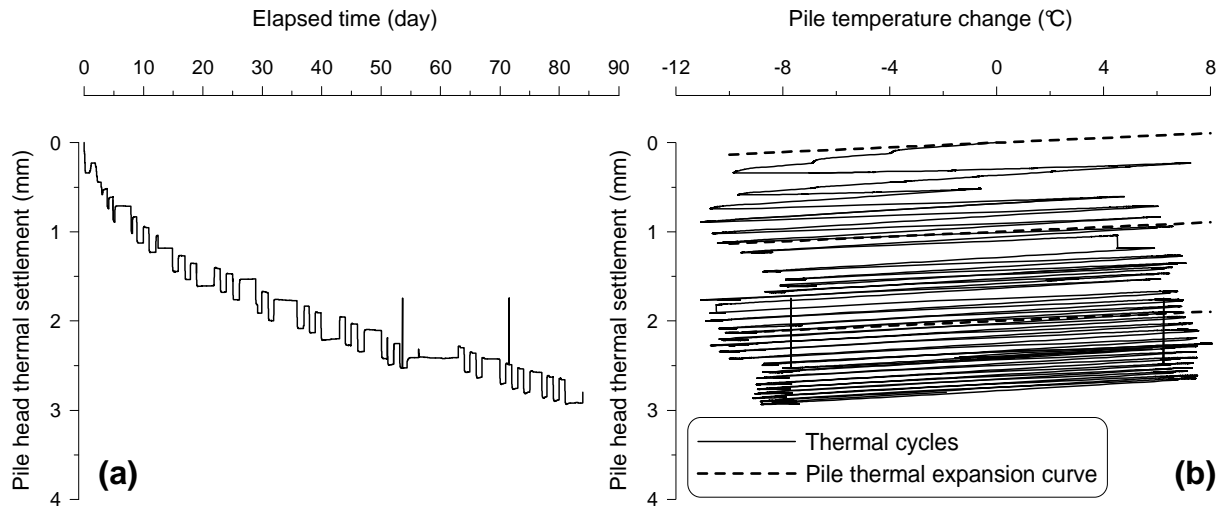 Elapsed time (day)
0 10 20 30 40 50 60 70 80 90
Pile temperature change (℃)
-12 -8 -4 0 4 8
Pile head thermal settlement (mm)
0
1
2
3
4
(a)
Pile head thermal settlement (mm)
0
1
2
3
4
Thermal cycles
Pile thermal expansion curve
(b)